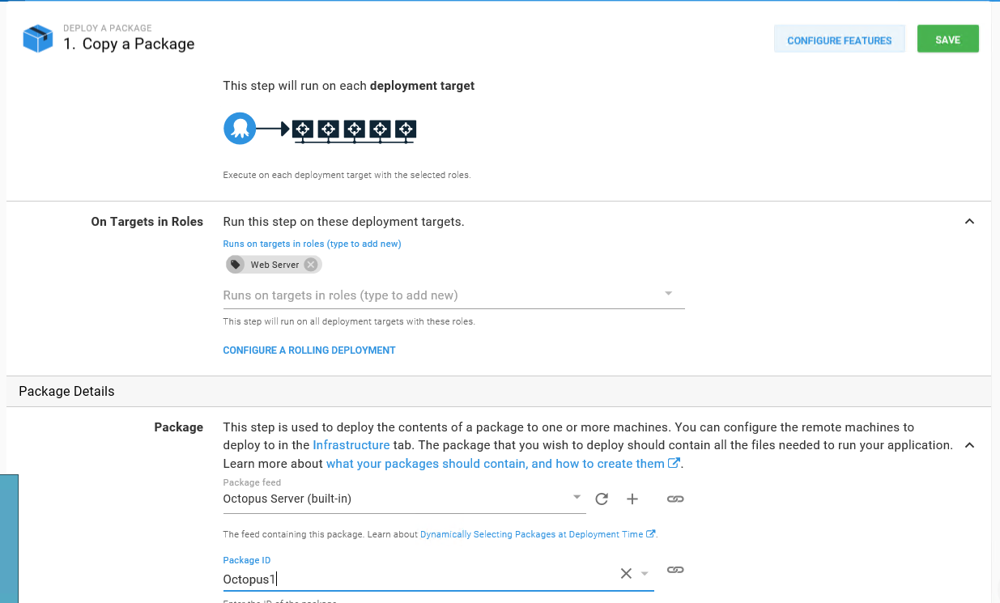 DEPLOY A PACKAGE
1. Copy a Package
CONFIGURE FEATURES
SAVE
This step will run on each deployment target
Execute on each deployment target with the selected roles.
On Targets in Roles
Run this step on these deployment targets.
Runs on targets in roles (type to add new)
Web Server
Runs on targets in roles (type to add new)
This step will run on all deployment targets with these roles.
CONFIGURE A ROLLING DEPLOYMENT
Package Details
Package
This step is used to deploy the contents of a package to one or more machines. You can configure the remote machines to
deploy to in the Infrastructure tab. The package that you wish to deploy should contain all the files needed to run your application.
Learn more about what your packages should contain, and how to create them.
Package feed
Octopus Server (built-in)
The feed containing this package. Learn about Dynamically Selecting Packages at Deployment Time.
Package ID
Octopus1
Enter the ID of the package